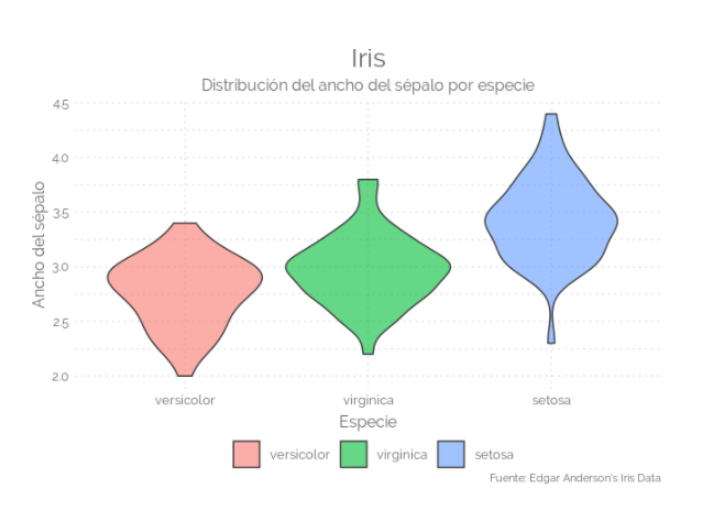 Iris
Distribución del ancho del sépalo por especie
Ancho del sépalo
4.5
4.0
3.5
3.0
2.5
2.0
versicolor virginica setosa
Especie
versicolor virginica setosa
Fuente: Edgar Anderson's Iris Data